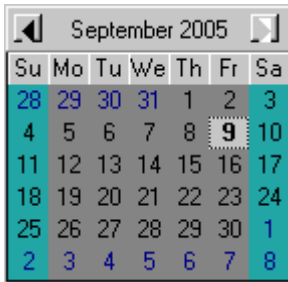 September 2005
Su Mo Tu We Th Fr Sa
28 29 30 31 1 2 3
4 5 6 7 8 9 10
11 12 13 14 15 16 17
18 19 20 21 22 23 24
25 26 27 28 29 30 1
2 3 4 5 6 7 8